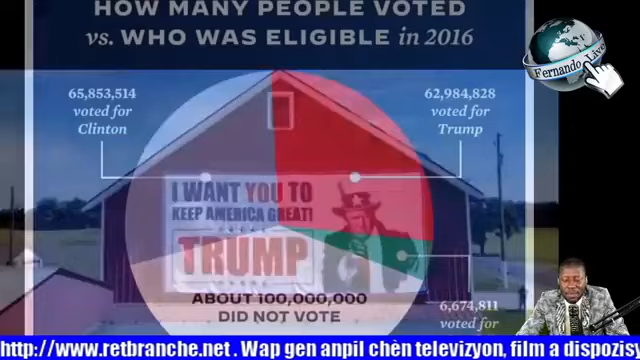 HOW MANY PEOPLE VOTED
vs. WHO WAS ELIGIBLE in 2016
Fernando Live
65,853,514
voted for
Clinton
62,984,828
voted for
Trump
I WANT YOU TO
KEEP AMERICA GREAT!
TRUMP
ABOUT 100,000,000
DID NOT VOTE
6,674,811
voted for
http://www.retbranche.net . Wap gen anpil chèn televizyon, film a dispozisy